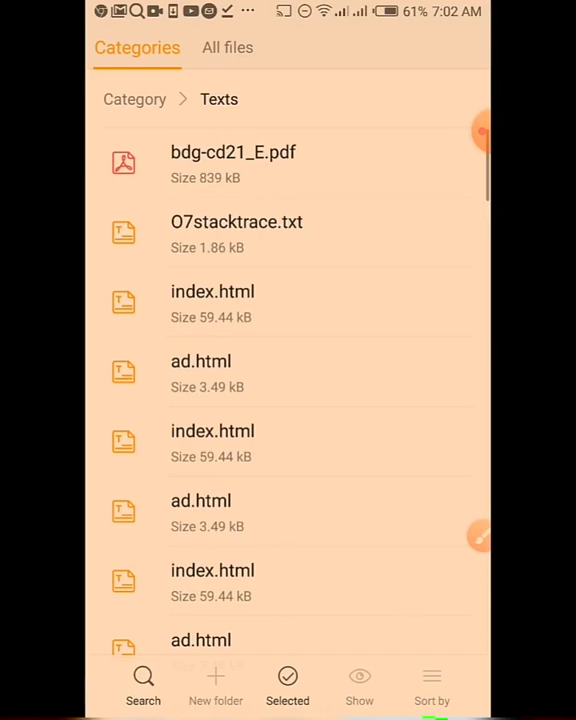 61% 7:02 AM
Categories All files
Category > Texts
bdg-cd21_E.pdf
Size 839 kB
O7stacktrace.txt
Size 1.86 kB
index.html
Size 59.44 kB
ad.html
Size 3.49 kB
index.html
Size 59.44 kB
ad.html
Size 3.49 kB
index.html
Size 59.44 kB
ad.html
Search New folder Selected Show Sort by